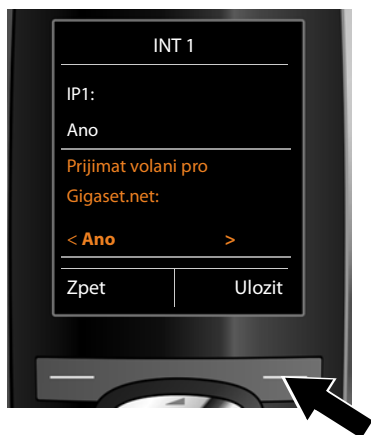 INT 1
IP1:
Ano
Prijimat volani pro
Gigaset.net:
< Ano >
Zpet Ulozit